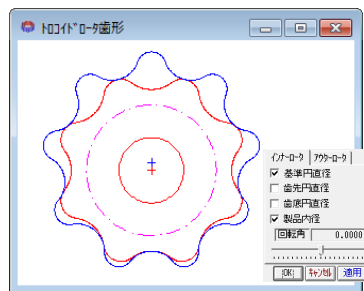 ﾄﾛｺｲﾄﾞﾛｰﾀ歯形
ｲﾝﾅｰﾛｰﾀ ｱｳﾀｰﾛｰﾀ
基準円直径
歯先円直径
歯底円直径
製品内径
回転角 0.0000
OK ｷｬﾝｾﾙ 適用